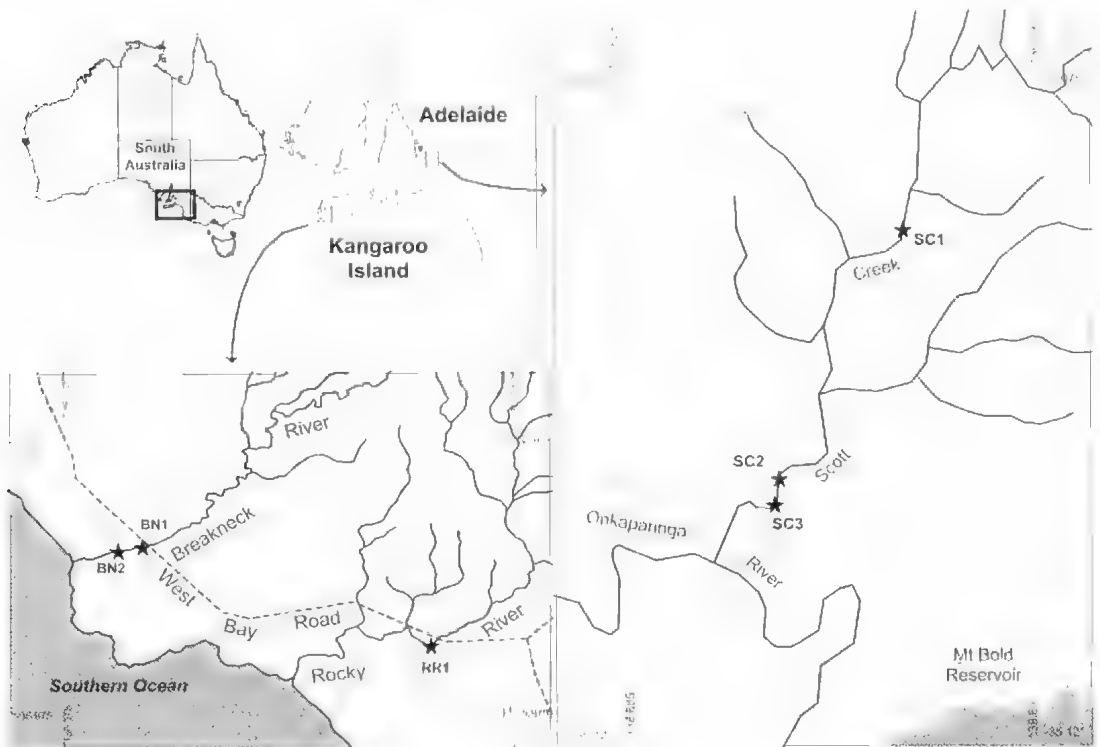 South
Australia
Adelaide
Kangaroo
Island
SC1
Creek
SC2
Scott
SC3
Onkaparinga
River
Mt Bold
Reservoir
River
BN1
Breakneck
BN2
West
Bay
Road
River
RR1
Rocky
Southern Ocean